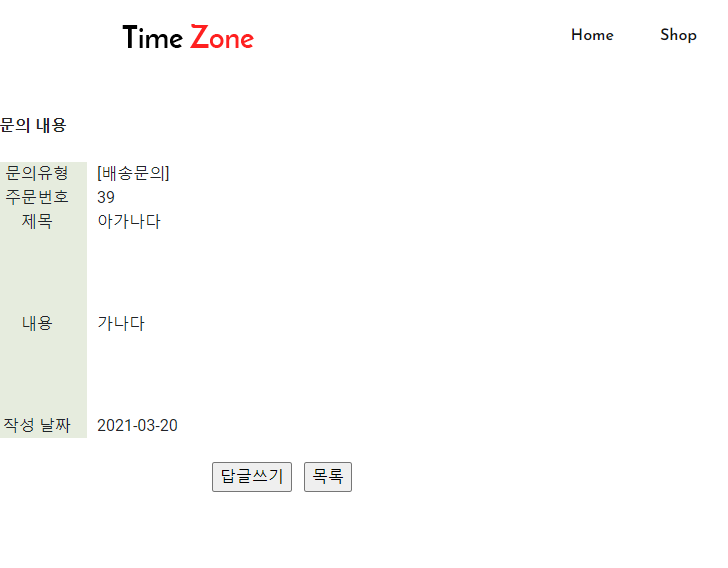 Time Zone
Home Shop
문의 내용
문의유형 [배송문의]
주문번호 39
제목 아가나다
내용 가나다
작성 날짜 2021-03-20
답글쓰기 목록